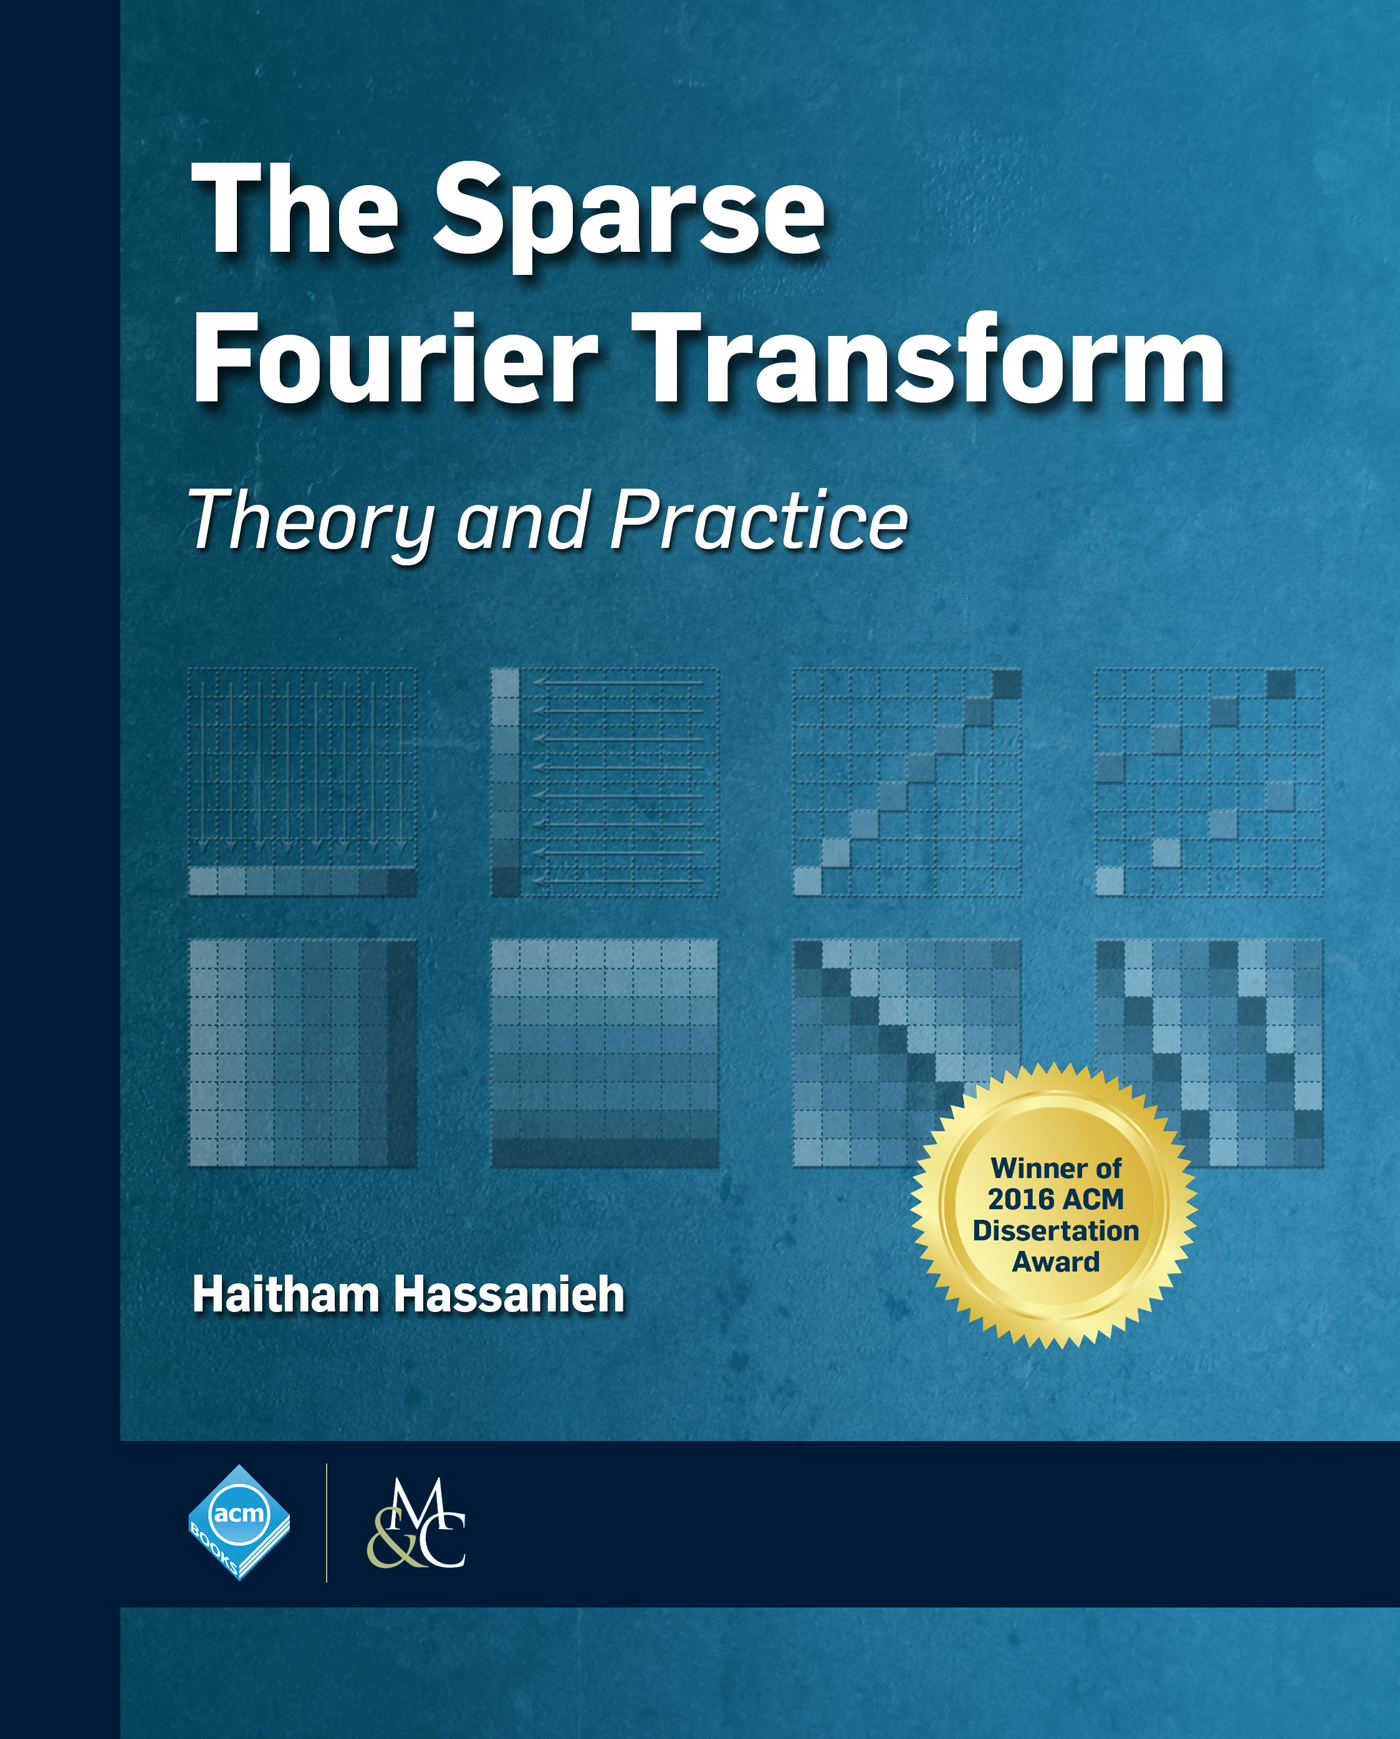 The Sparse
Fourier Transform
Theory and Practice
Winner of
2016 ACM
Dissertation
Award
Haitham Hassanieh
acm
BOOKS
M
&C